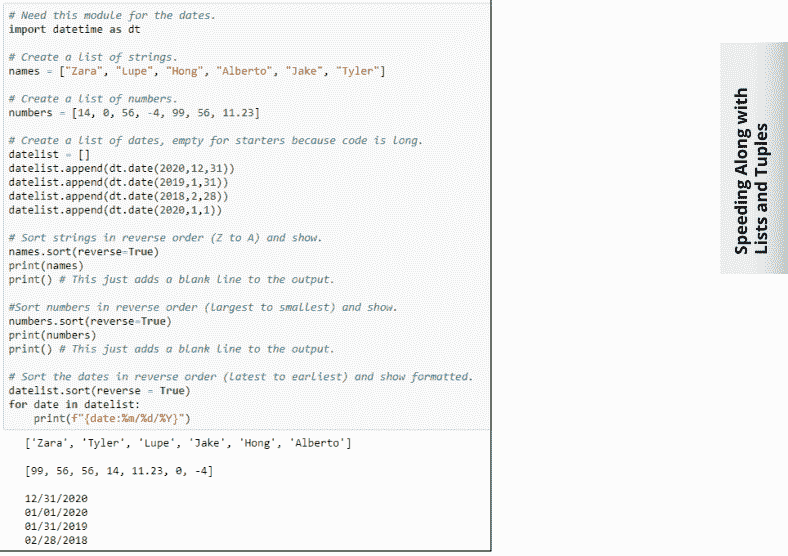 # Need this module for the dates.
import datetime as dt
# Create a list of strings.
names = ["Zara", "Lupe", "Hong", "Alberto", "Jake", "Tyler"]
# Create a list of numbers.
numbers = [14, 0, 56, -4, 99, 56, 11.23]
# Create a list of dates, empty for starters because code is long.
datelist = []
datelist.append(dt.date(2020,12,31))
datelist.append(dt.date(2019,1,31))
datelist.append(dt.date(2018,2,28))
datelist.append(dt.date(2020,1,1))
# Sort strings in reverse order (Z to A) and show.
names.sort(reverse=True)
print(names)
print() # This just adds a blank line to the output.
#Sort numbers in reverse order (largest to smallest) and show.
numbers.sort(reverse=True)
print(numbers)
print() # This just adds a blank line to the output.
# Sort the dates in reverse order (latest to earliest) and show formatted.
datelist.sort(reverse = True)
for date in datelist:
    print(f"{date:%m/%d/%Y}")
['Zara', 'Tyler', 'Lupe', 'Jake', 'Hong', 'Alberto']
[99, 56, 56, 14, 11.23, 0, -4]
12/31/2020
01/01/2020
01/31/2019
02/28/2018
Speeding Along with
Lists and Tuples